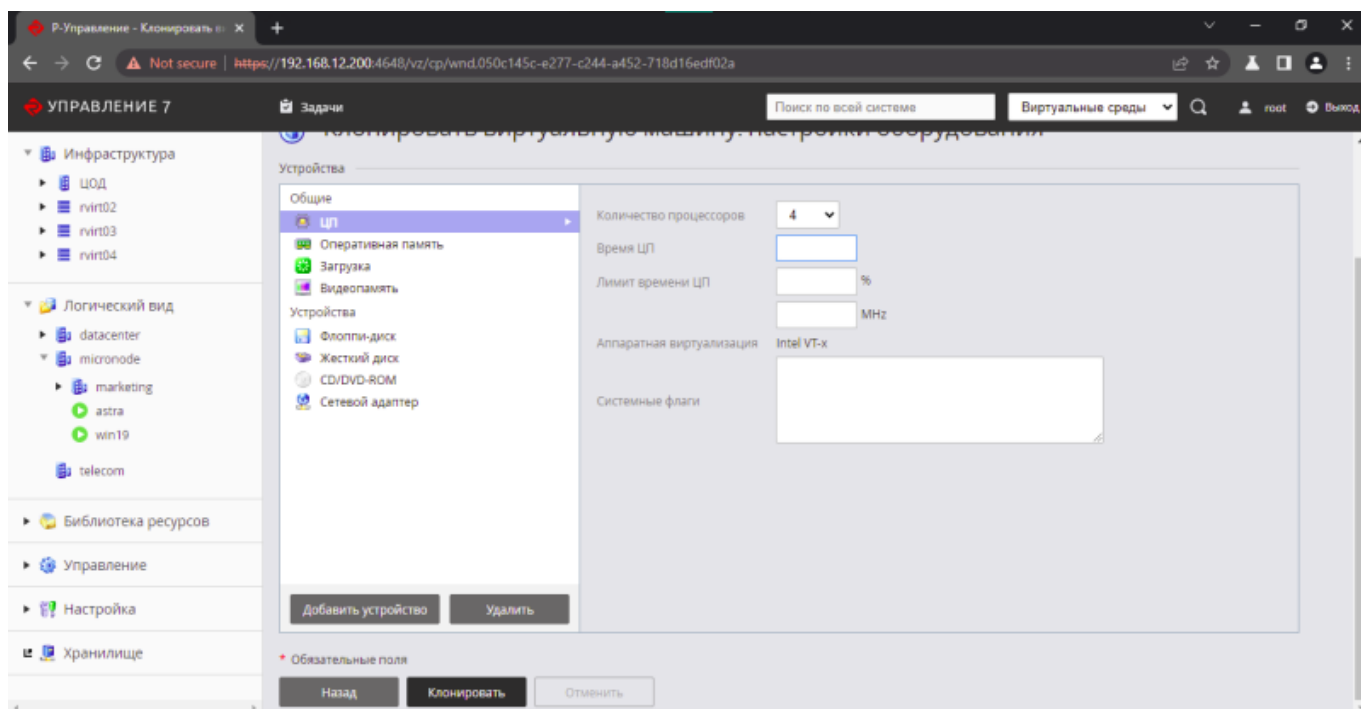 Р-Управление - Клонировать в
Not secure | https://192.168.12.200:4648/vz/cp/wnd.050c145c-e277-c244-a452-718d16edf02a
УПРАВЛЕНИЕ 7
Задачи
Поиск по всей системе
Виртуальные среды
root
Выход
Клонировать виртуальную машину: Настройки оборудования
Инфраструктура
ЦОД
rvirt02
rvirt03
rvirt04
Логический вид
datacenter
micronode
marketing
astra
win19
telecom
Библиотека ресурсов
Управление
Настройка
Хранилище
Устройства
Общие
ЦП
Оперативная память
Загрузка
Видеопамять
Устройства
Флоппи-диск
Жесткий диск
CD/DVD-ROM
Сетевой адаптер
Добавить устройство
Удалить
Количество процессоров 4
Время ЦП
Лимит времени ЦП %
MHz
Аппаратная виртуализация Intel VT-x
Системные флаги
* Обязательные поля
Назад
Клонировать
Отменить